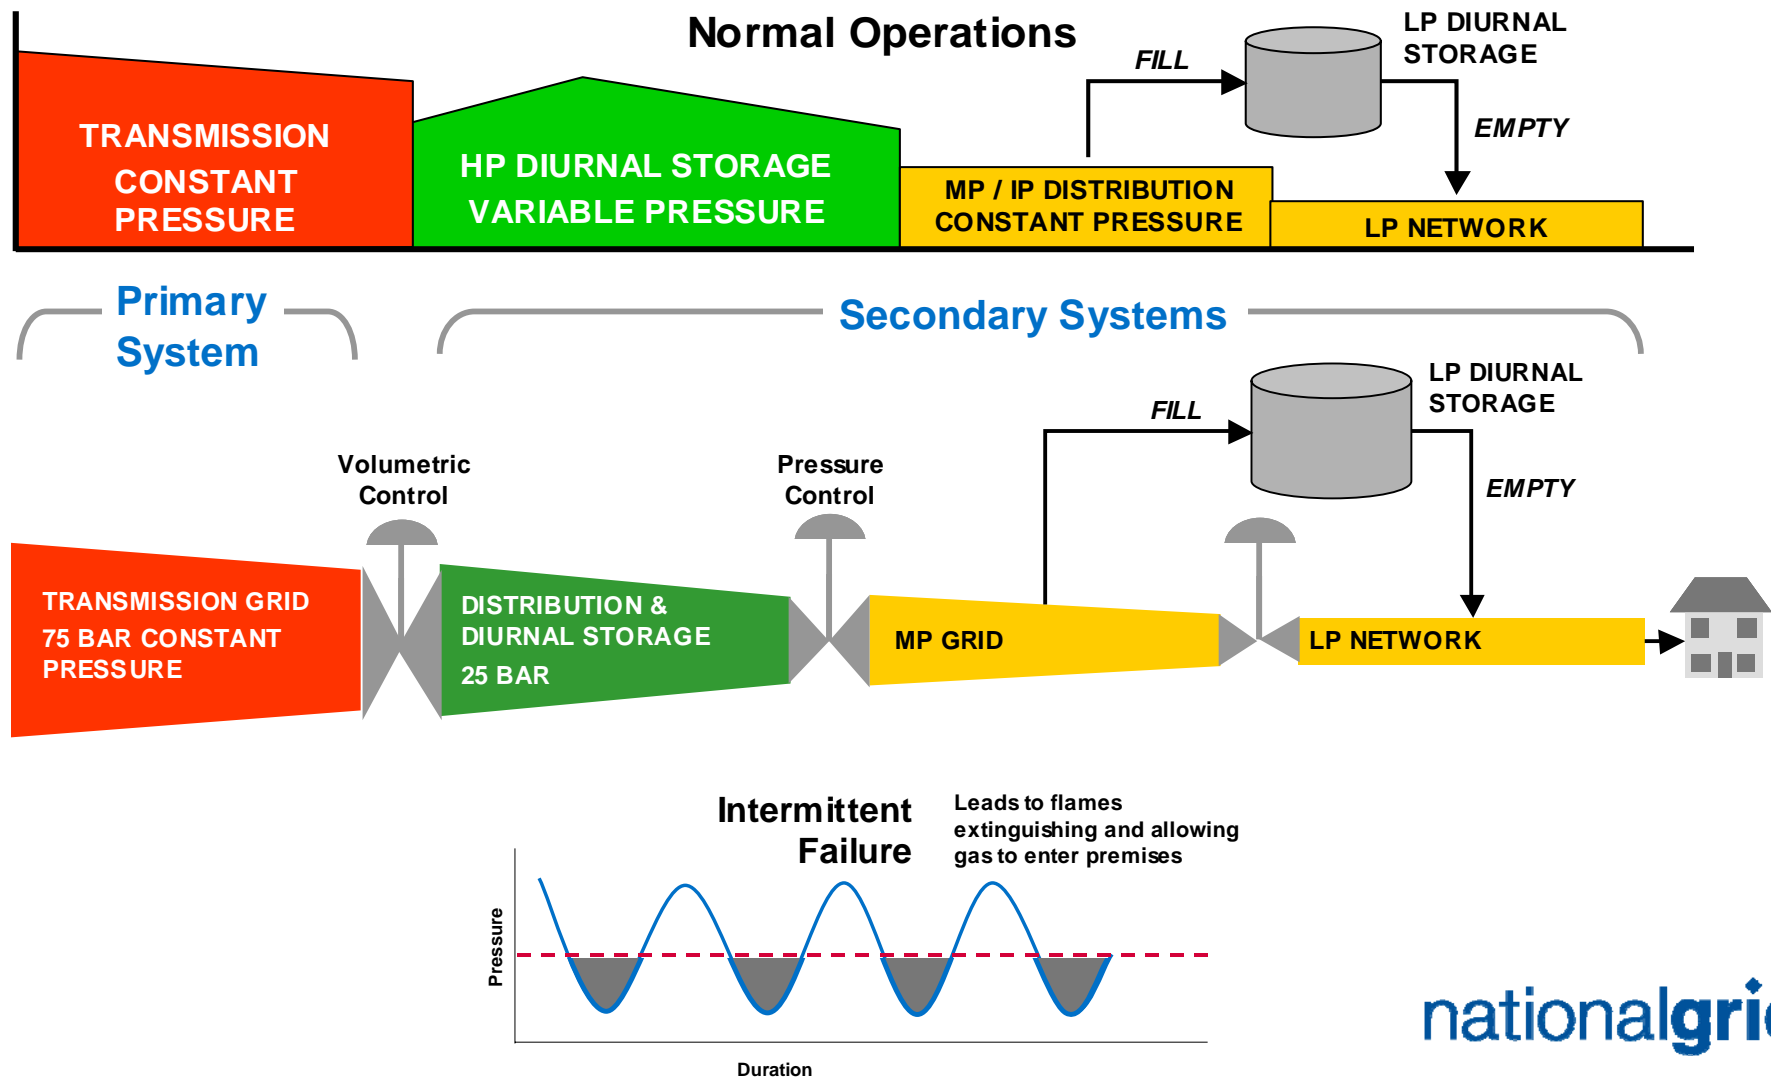 Normal Operations
LP DIURNAL
STORAGE
FILL
EMPTY
TRANSMISSION
CONSTANT
PRESSURE
HP DIURNAL STORAGE
VARIABLE PRESSURE
MP / IP DISTRIBUTION
CONSTANT PRESSURE
LP NETWORK
Primary
System
Secondary Systems
LP DIURNAL
STORAGE
FILL
EMPTY
Volumetric
Control
Pressure
Control
TRANSMISSION GRID
75 BAR CONSTANT
PRESSURE
DISTRIBUTION &
DIURNAL STORAGE
25 BAR
MP GRID
LP NETWORK
Intermittent
Failure
Leads to flames
extinguishing and allowing
gas to enter premises
Pressure
Duration
nationalgri